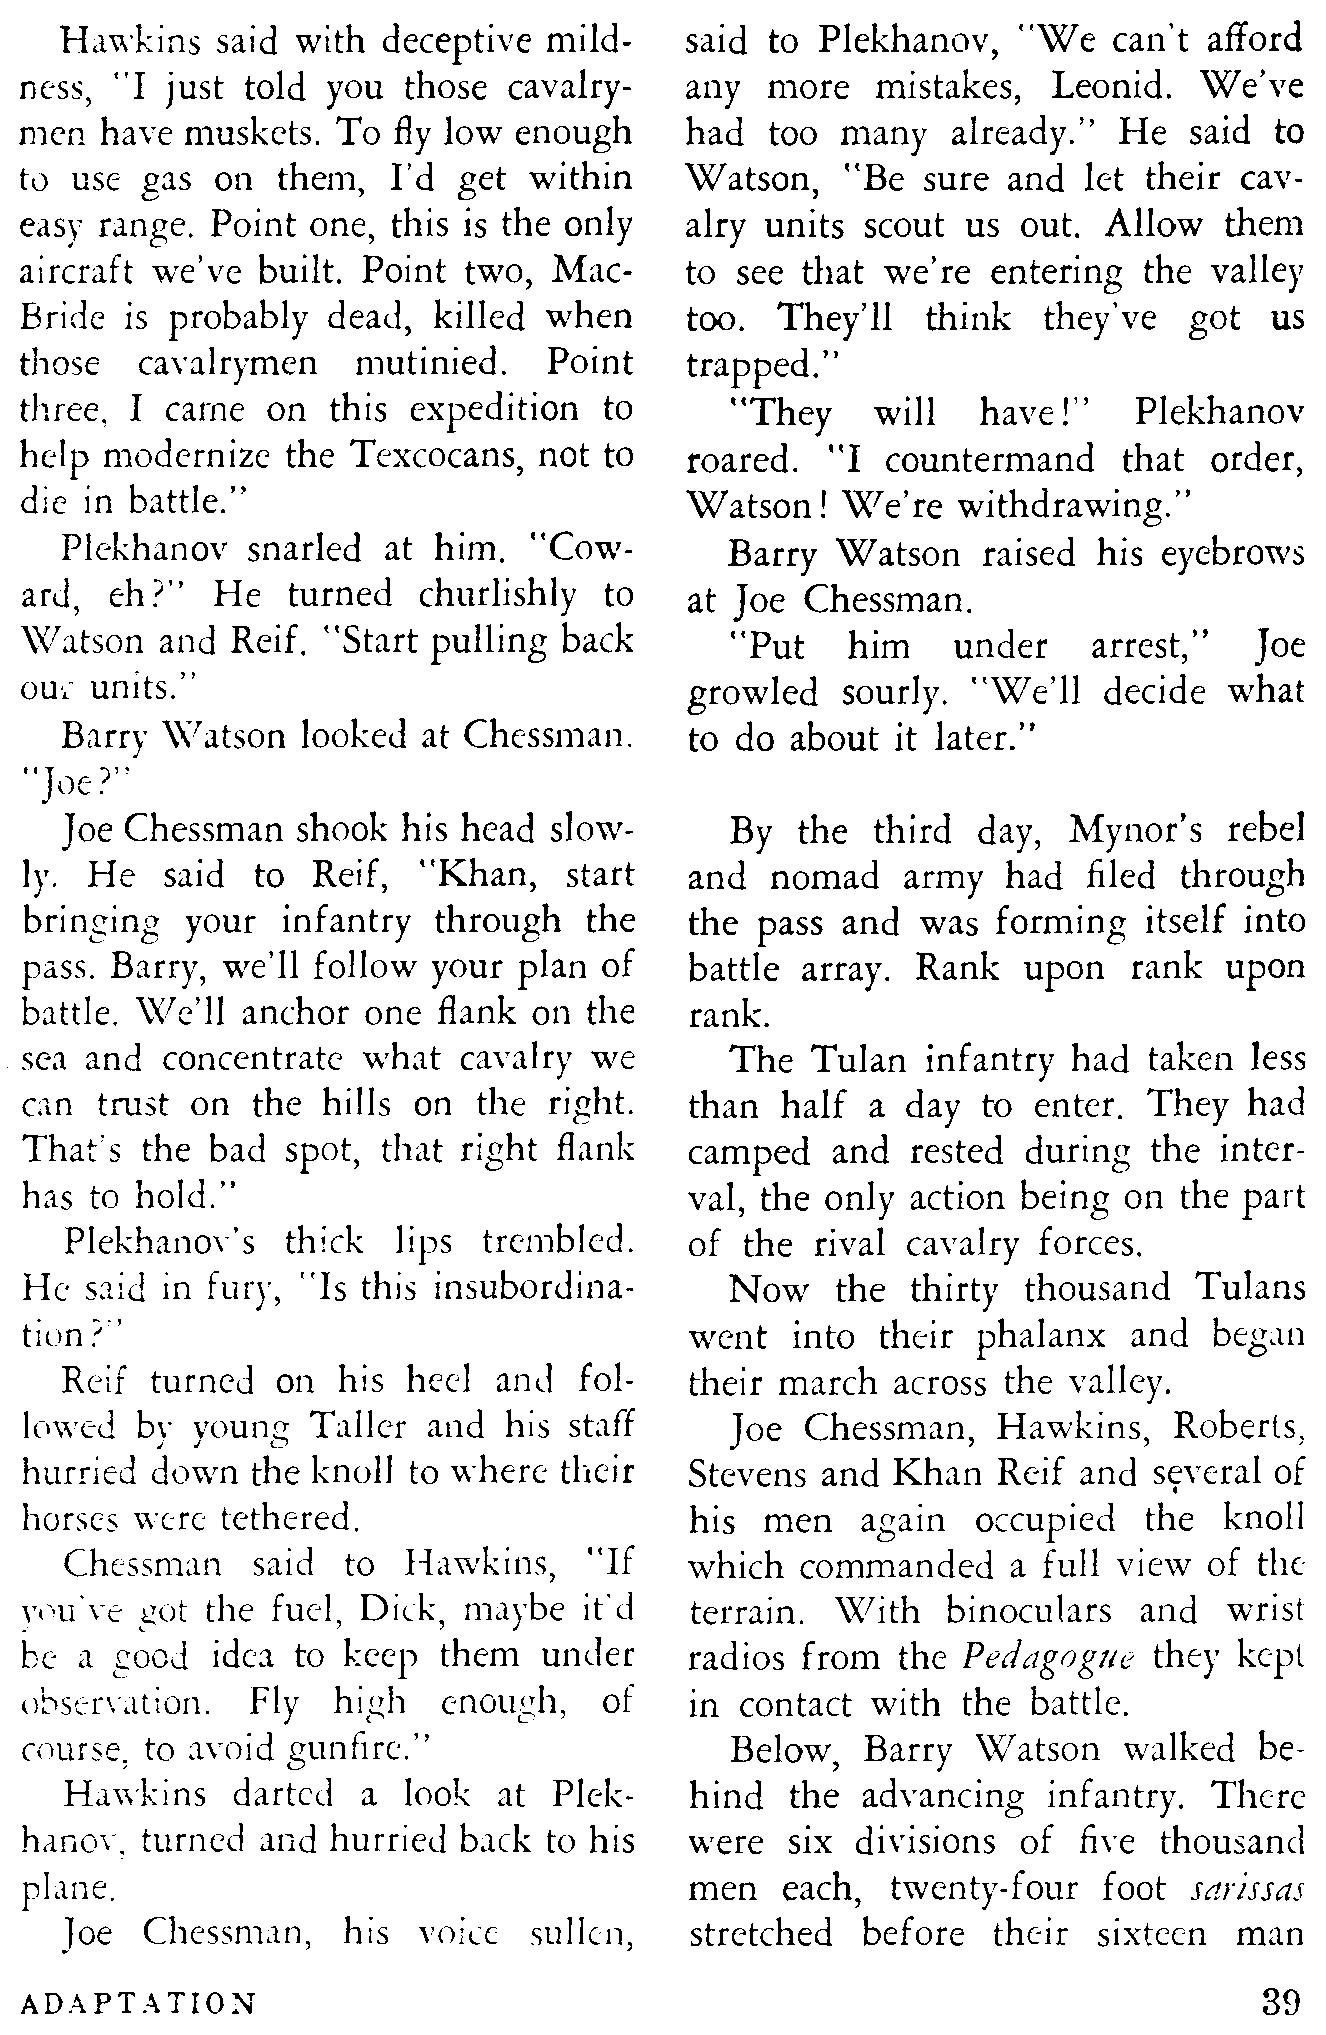 Hawkins said with deceptive mild-
ness, "I just told you those cavalry-
men have muskets. To fly low enough
to use gas on them, I'd get within
easy range. Point one, this is the only
aircraft we've built. Point two, Mac-
Bride is probably dead, killed when
those cavalrymen mutinied. Point
three, I came on this expedition to
help modernize the Texcocans, not to
die in battle."
Plekhanov snarled at him. "Cow-
ard, eh?" He turned churlishly to
Watson and Reif. "Start pulling back
our units."
Barry Watson looked at Chessman.
"Joe?"
Joe Chessman shook his head slow-
ly. He said to Reif, "Khan, start
bringing your infantry through the
pass. Barry, we'll follow your plan of
battle. We'll anchor one flank on the
sea and concentrate what cavalry we
can trust on the hills on the right.
That's the bad spot, that right flank
has to hold."
Plekhanov's thick lips trembled.
He said in fury, "Is this insubordina-
tion?"
Reif turned on his heel and fol-
lowed by young Taller and his staff
hurried down the knoll to where their
horses were tethered.
Chessman said to Hawkins, "If
you've got the fuel, Dick, maybe it'd
be a good idea to keep them under
observation. Fly high enough, of
course, to avoid gunfire."
Hawkins darted a look at Plek-
hanov, turned and hurried back to his
plane.
Joe Chessman, his voice sullen,
said to Plekhanov, "We can't afford
any more mistakes, Leonid. We've
had too many already." He said to
Watson, "Be sure and let their cav-
alry units scout us out. Allow them
to see that we're entering the valley
too. They'll think they've got us
trapped."
"They will have!" Plekhanov
roared. "I countermand that order,
Watson! We're withdrawing."
Barry Watson raised his eyebrows
at Joe Chessman.
"Put him under arrest," Joe
growled sourly. "We'll decide what
to do about it later."
By the third day, Mynor's rebel
and nomad army had filed through
the pass and was forming itself into
battle array. Rank upon rank upon
rank.
The Tulan infantry had taken less
than half a day to enter. They had
camped and rested during the inter-
val, the only action being on the part
of the rival cavalry forces.
Now the thirty thousand Tulans
went into their phalanx and began
their march across the valley.
Joe Chessman, Hawkins, Roberts,
Stevens and Khan Reif and several of
his men again occupied the knoll
which commanded a full view of the
terrain. With binoculars and wrist
radios from the Pedagogue they kept
in contact with the battle.
Below, Barry Watson walked be-
hind the advancing infantry. There
were six divisions of five thousand
men each, twenty-four foot sarissas
stretched before their sixteen man
ADAPTATION 39